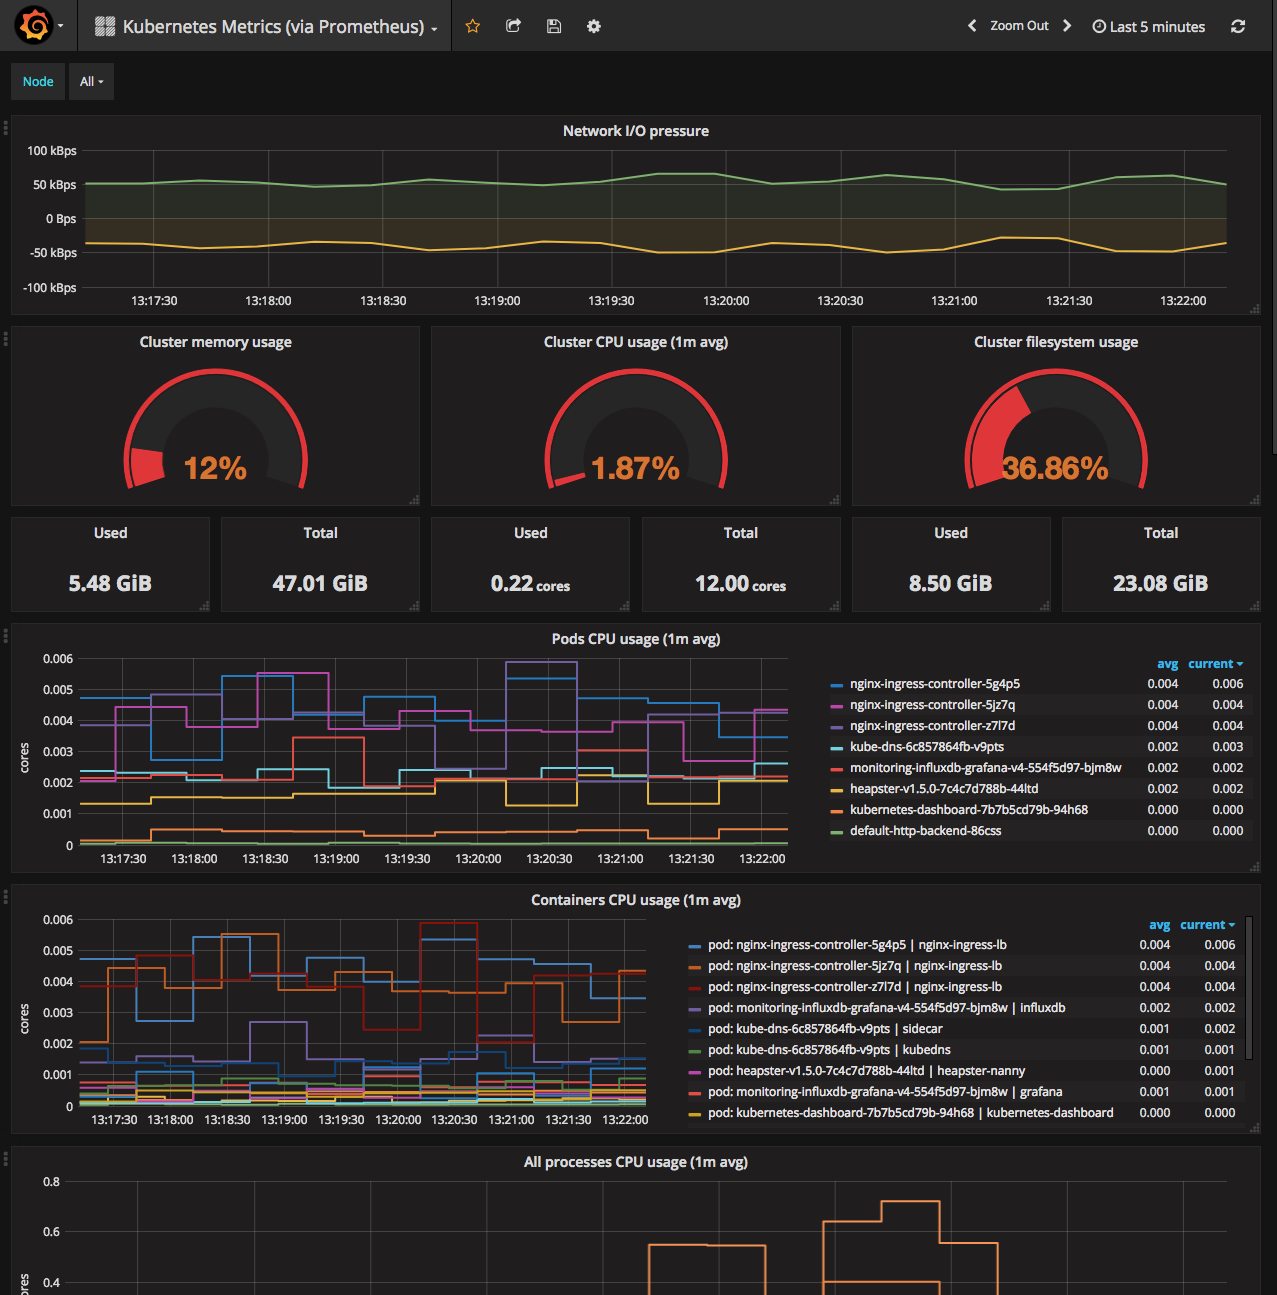 Kubernetes Metrics (via Prometheus)
Zoom Out
Last 5 minutes
Node
All
Network I/O pressure
100 kBps
50 kBps
0 Bps
-50 kBps
-100 kBps
13:17:30 13:18:00 13:18:30 13:19:00 13:19:30 13:20:00 13:20:30 13:21:00 13:21:30 13:22:00
Cluster memory usage
12%
Cluster CPU usage (1m avg)
1.87%
Cluster filesystem usage
36.86%
Used
5.48 GiB
Total
47.01 GiB
Used
0.22 cores
Total
12.00 cores
Used
8.50 GiB
Total
23.08 GiB
Pods CPU usage (1m avg)
cores
0.006
0.005
0.004
0.003
0.002
0.001
0
13:17:30 13:18:00 13:18:30 13:19:00 13:19:30 13:20:00 13:20:30 13:21:00 13:21:30 13:22:00
avg current
nginx-ingress-controller-5g4p5 0.004 0.006
nginx-ingress-controller-5jz7q 0.004 0.004
nginx-ingress-controller-z7l7d 0.004 0.004
kube-dns-6c857864fb-v9pts 0.002 0.003
monitoring-influxdb-grafana-v4-554f5d97-bjm8w 0.002 0.002
heapster-v1.5.0-7c4c7d788b-44ltd 0.002 0.002
kubernetes-dashboard-7b7b5cd79b-94h68 0.000 0.000
default-http-backend-86css 0.000 0.000
Containers CPU usage (1m avg)
cores
0.006
0.005
0.004
0.003
0.002
0.001
0
13:17:30 13:18:00 13:18:30 13:19:00 13:19:30 13:20:00 13:20:30 13:21:00 13:21:30 13:22:00
avg current
pod: nginx-ingress-controller-5g4p5 | nginx-ingress-lb 0.004 0.006
pod: nginx-ingress-controller-5jz7q | nginx-ingress-lb 0.004 0.004
pod: nginx-ingress-controller-z7l7d | nginx-ingress-lb 0.004 0.004
pod: monitoring-influxdb-grafana-v4-554f5d97-bjm8w | influxdb 0.002 0.002
pod: kube-dns-6c857864fb-v9pts | sidecar 0.001 0.002
pod: kube-dns-6c857864fb-v9pts | kubedns 0.001 0.001
pod: heapster-v1.5.0-7c4c7d788b-44ltd | heapster-nanny 0.000 0.001
pod: monitoring-influxdb-grafana-v4-554f5d97-bjm8w | grafana 0.001 0.001
pod: kubernetes-dashboard-7b7b5cd79b-94h68 | kubernetes-dashboard 0.000 0.000
All processes CPU usage (1m avg)
0.8
0.6
0.4